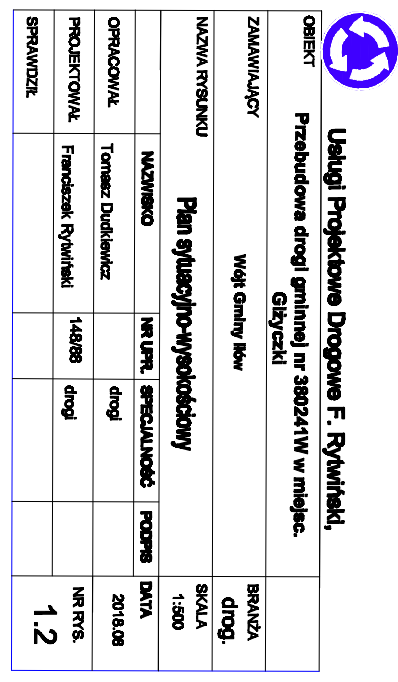 Usługi Projektowe Drogowe F. Rytwiński,
OBIEKT
Przebudowa drogi gminnej nr 380241W w miejsc.
Giżyczki
ZAMAWIAJĄCY
Wójt Gminy Iłów
BRANŻA
drog.
NAZWA RYSUNKU
Plan sytuacyjno-wysokościowy
SKALA
1:500
NAZWISKO NR UPR. SPECJALNOŚĆ PODPIS DATA
OPRACOWAŁ Tomasz Dudkiewicz drogi 2018.08
PROJEKTOWAŁ Franciszek Rytwiński 148/88 drogi NR RYS.
SPRAWDZIŁ 1.2